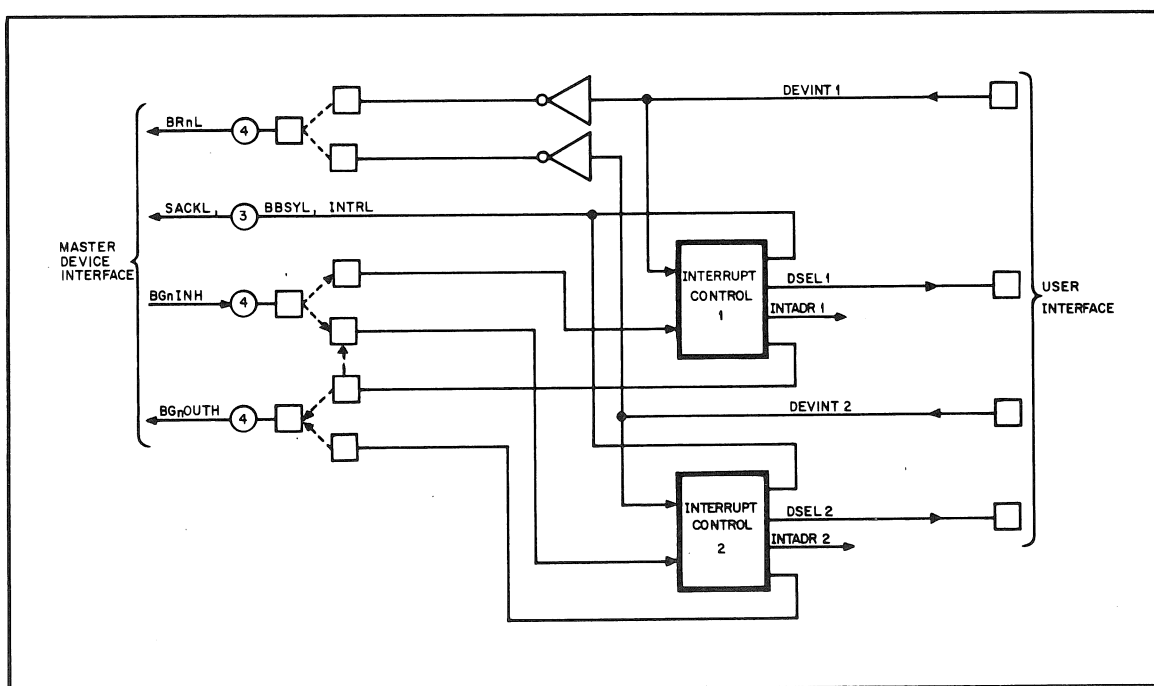 DEVINT 1
BRnL
4
SACKL, 3 BBSYL, INTRL
MASTER
DEVICE
INTERFACE
BGnINH
4
INTERRUPT
CONTROL
1
DSEL 1
INTADR 1
USER
INTERFACE
BGnOUTH
4
DEVINT 2
INTERRUPT
CONTROL
2
DSEL 2
INTADR 2